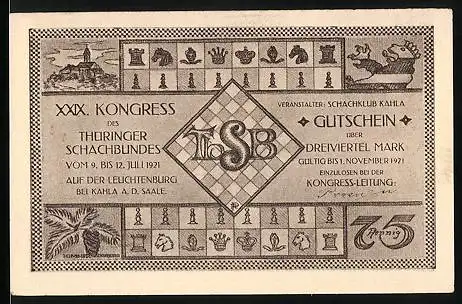 XXIX. KONGRESS
DES
THÜRINGER
SCHACHBUNDES
VOM 9. BIS 12. JULI 1921
AUF DER LEUCHTENBURG
BEI KAHLA A.D. SAALE.
ThSB
VERANSTALTER: SCHACHKLUB KAHLA
GUTSCHEIN
ÜBER
DREIVIERTEL MARK
GÜLTIG BIS 1. NOVEMBER 1921
EINZULÖSEN BEI DER
KONGRESS-LEITUNG:
75
Pfennig